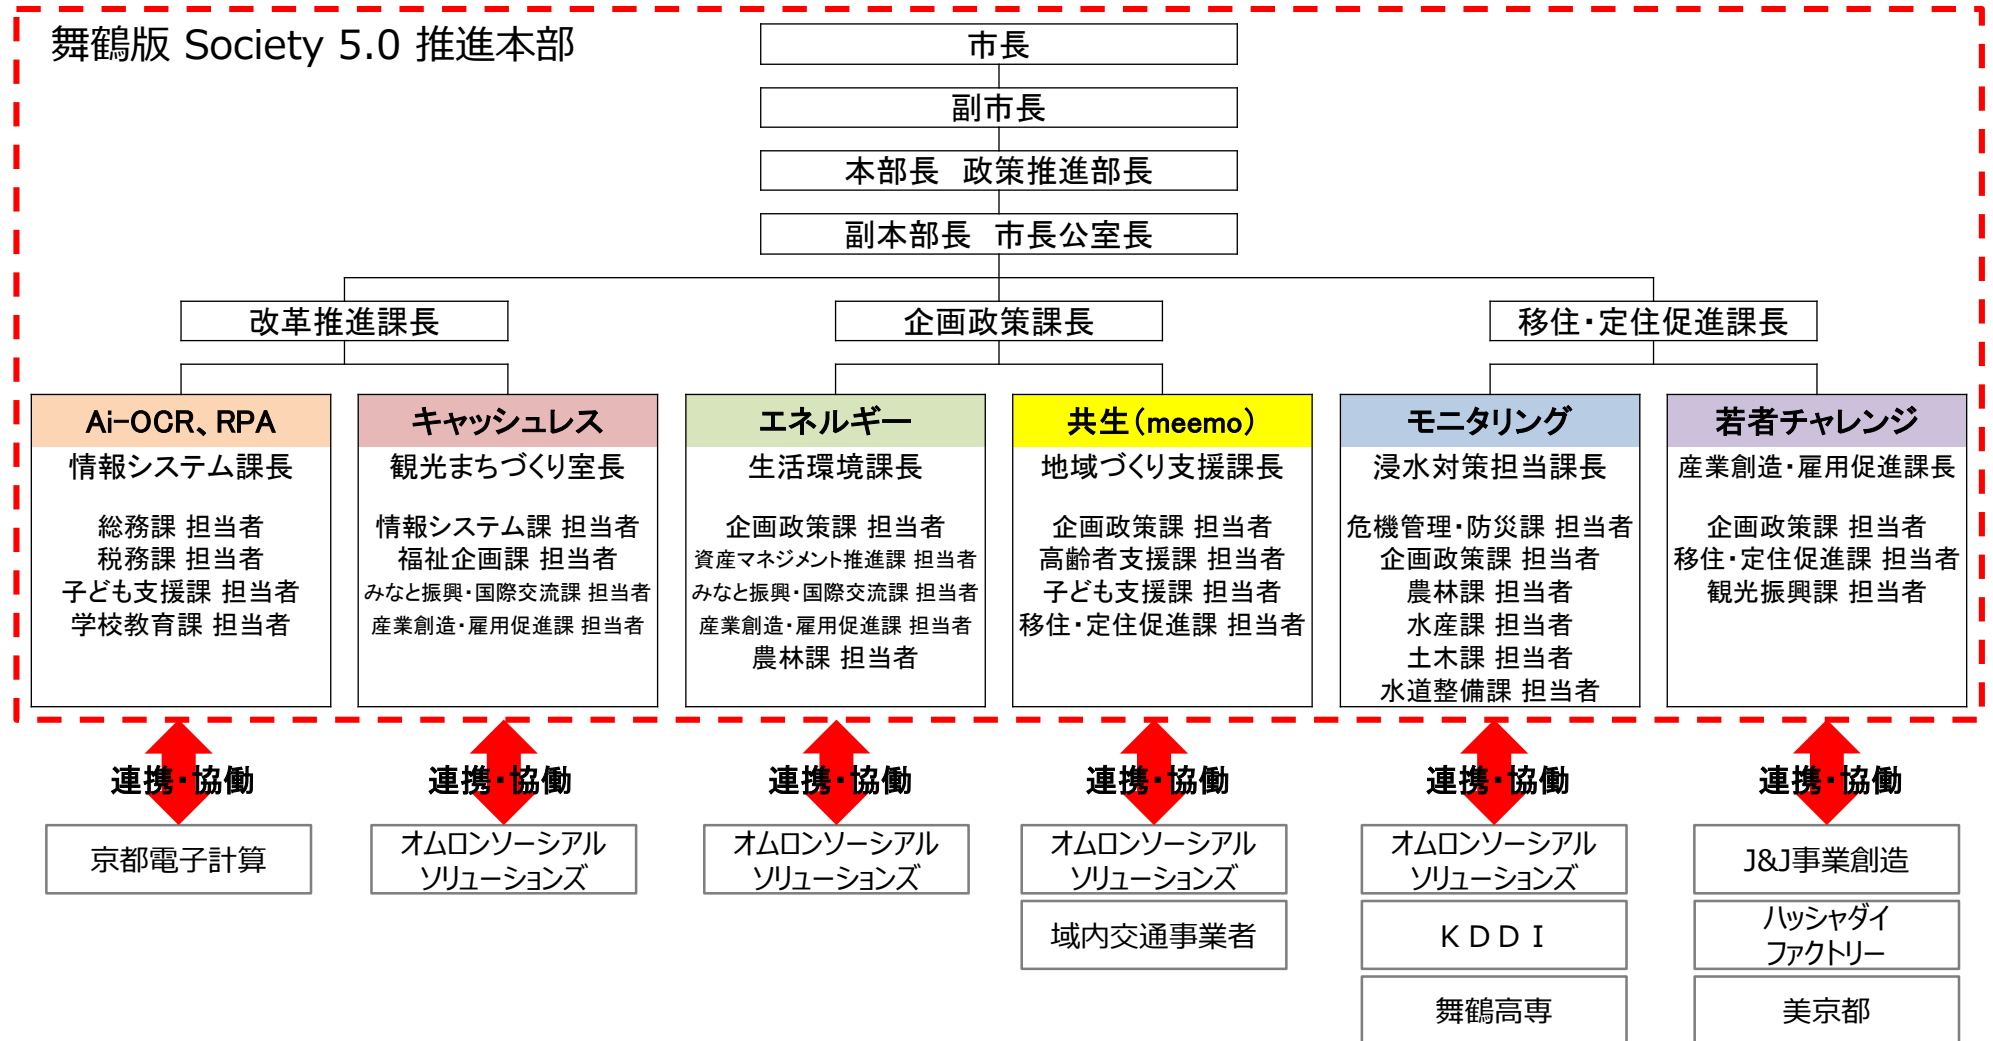 舞鶴版 Society 5.0 推進本部
市長
副市長
本部長　政策推進部長
副本部長　市長公室長
改革推進課長
企画政策課長
移住・定住促進課長
Ai-OCR、RPA
情報システム課長
総務課 担当者
税務課 担当者
子ども支援課 担当者
学校教育課 担当者
キャッシュレス
観光まちづくり室長
情報システム課 担当者
福祉企画課 担当者
みなと振興・国際交流課 担当者
産業創造・雇用促進課 担当者
エネルギー
生活環境課長
企画政策課 担当者
資産マネジメント推進課 担当者
みなと振興・国際交流課 担当者
産業創造・雇用促進課 担当者
農林課 担当者
共生（meemo）
地域づくり支援課長
企画政策課 担当者
高齢者支援課 担当者
子ども支援課 担当者
移住・定住促進課 担当者
モニタリング
浸水対策担当課長
危機管理・防災課 担当者
企画政策課 担当者
農林課 担当者
水産課 担当者
土木課 担当者
水道整備課 担当者
若者チャレンジ
産業創造・雇用促進課長
企画政策課 担当者
移住・定住促進課 担当者
観光振興課 担当者
連携・協働
連携・協働
連携・協働
連携・協働
連携・協働
連携・協働
京都電子計算
オムロンソーシアル
ソリューションズ
オムロンソーシアル
ソリューションズ
オムロンソーシアル
ソリューションズ
域内交通事業者
オムロンソーシアル
ソリューションズ
ＫＤＤＩ
舞鶴高専
J&J事業創造
ハッシャダイ
ファクトリー
美京都